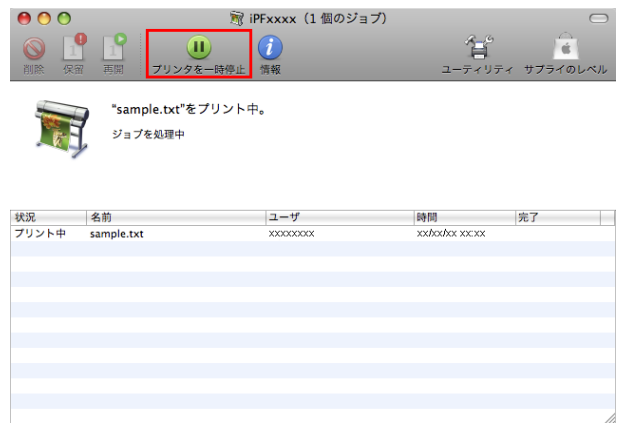 iPFxxxx（1 個のジョブ）
削除 保留 再開 プリンタを一時停止 情報 ユーティリティ サプライのレベル
“sample.txt”をプリント中。
ジョブを処理中
状況 名前 ユーザ 時間 完了
プリント中 sample.txt xxxxxxxx xx/xx/xx xx:xx